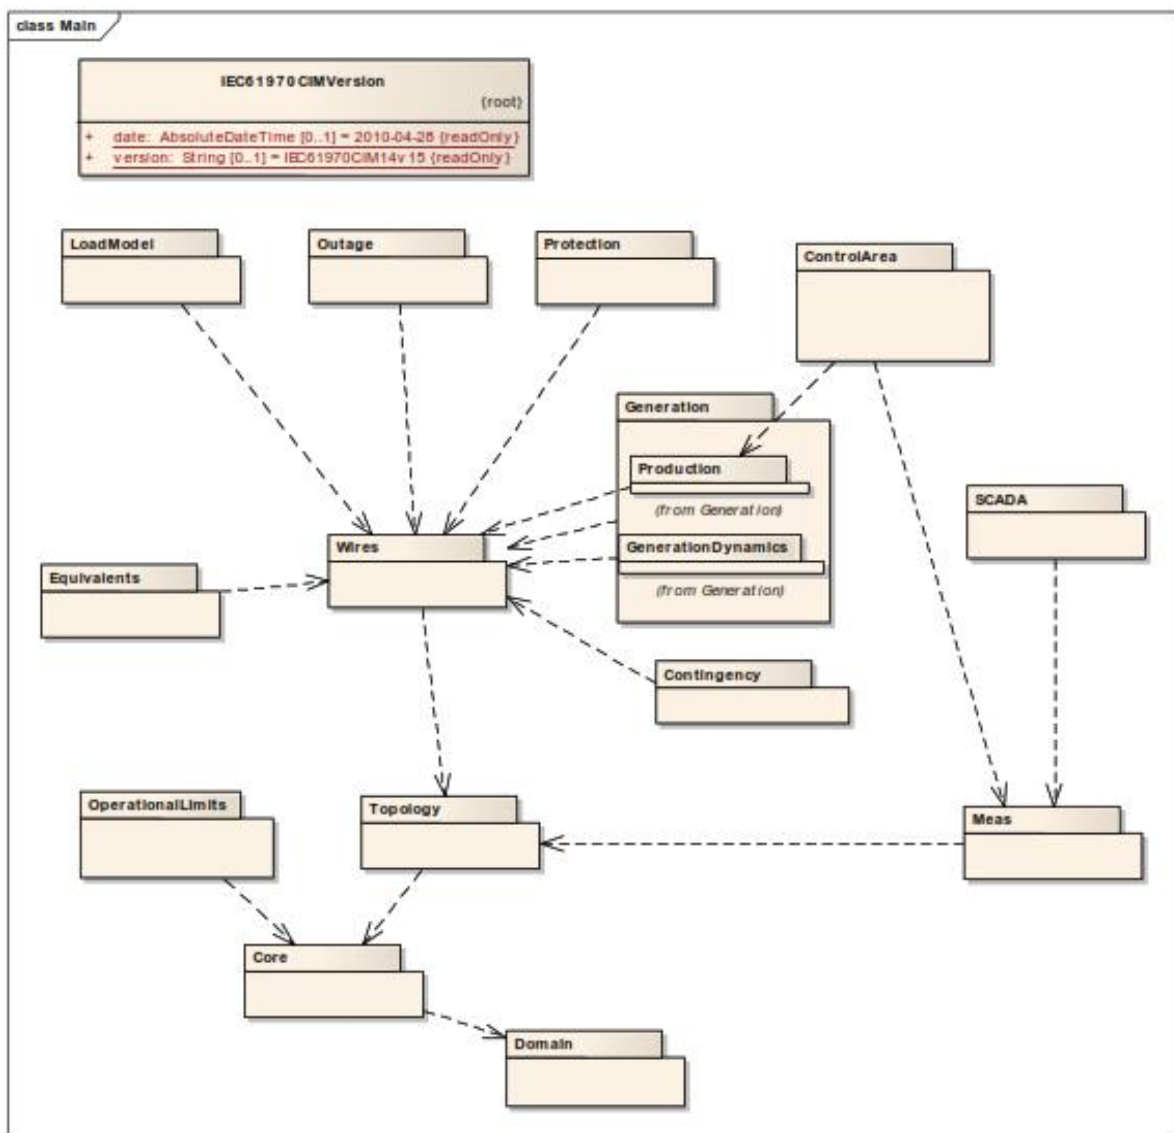 class Main
IEC61970CIMVersion
{root}
+ date: AbsoluteDateTime [0..1] = 2010-04-28 {readOnly}
+ version: String [0..1] = IEC61970CIM14v15 {readOnly}
LoadModel
Outage
Protection
ControlArea
Generation
Production
(from Generation)
SCADA
Wires
GenerationDynamics
(from Generation)
Equivalents
Contingency
OperationalLimits
Topology
Meas
Core
Domain